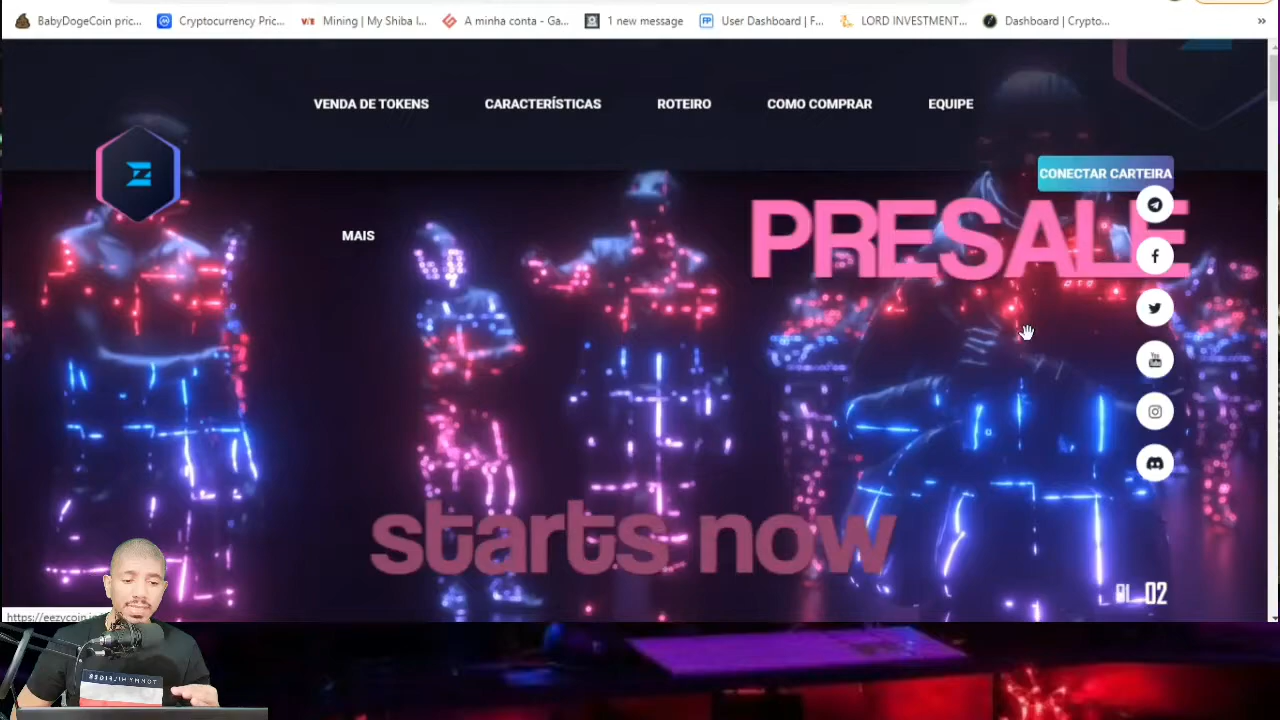 BabyDogeCoin pric...
Cryptocurrency Pric...
Mining | My Shiba I...
A minha conta - Ga...
1 new message
User Dashboard | F...
LORD INVESTMENT...
Dashboard | Crypto...
VENDA DE TOKENS
CARACTERÍSTICAS
ROTEIRO
COMO COMPRAR
EQUIPE
CONECTAR CARTEIRA
MAIS
PRESALE
starts now
02